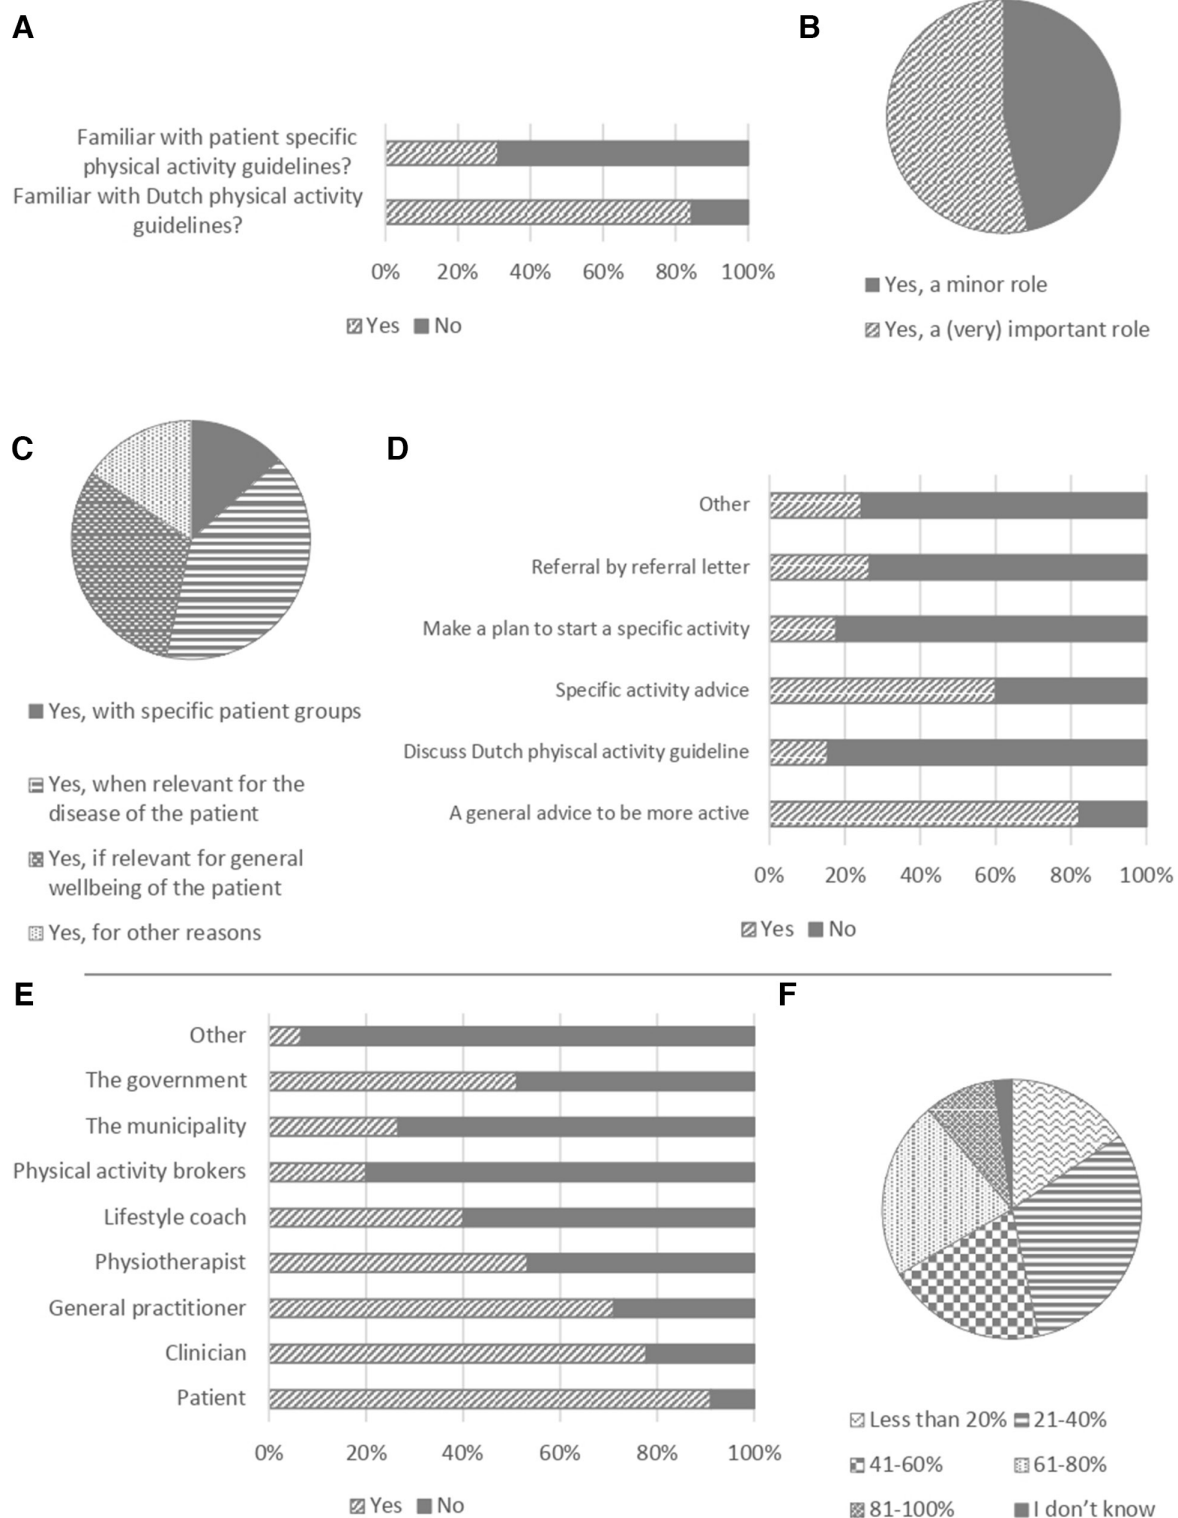 A
Familiar with patient specific
physical activity guidelines?
Familiar with Dutch physical activity
guidelines?
0% 20% 40% 60% 80% 100%
Yes No
B
Yes, a minor role
Yes, a (very) important role
C
Yes, with specific patient groups
Yes, when relevant for the
disease of the patient
Yes, if relevant for general
wellbeing of the patient
Yes, for other reasons
D
Other
Referral by referral letter
Make a plan to start a specific activity
Specific activity advice
Discuss Dutch phyiscal activity guideline
A general advice to be more active
0% 20% 40% 60% 80% 100%
Yes No
E
Other
The government
The municipality
Physical activity brokers
Lifestyle coach
Physiotherapist
General practitioner
Clinician
Patient
0% 20% 40% 60% 80% 100%
Yes No
F
Less than 20% 21-40%
41-60% 61-80%
81-100% I don't know